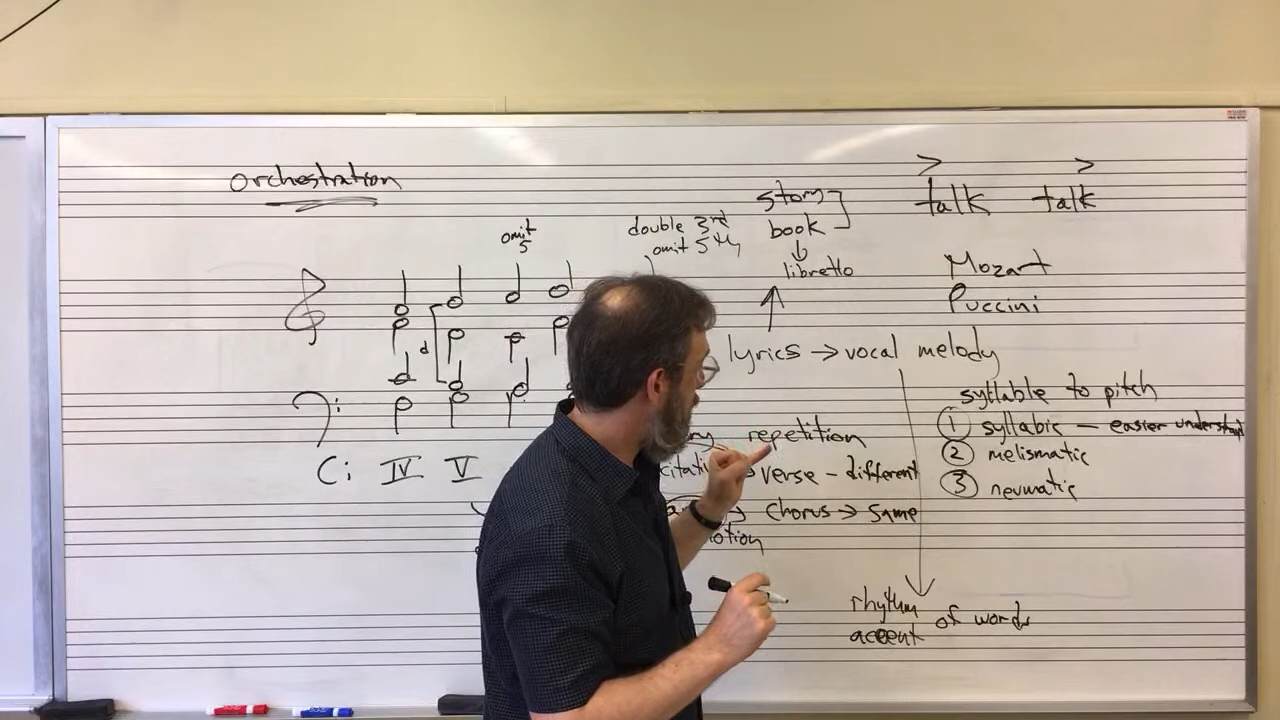 orchestration
omit
5
double 3rd
omit 5th
story
book
libretto
talk talk
Mozart
Puccini
lyrics → vocal melody
d
C: IV V
repetition
verse - different
→ chorus → same
syllable to pitch
① syllabic - easier understand
② melismatic
③ neumatic
rhythm
accent of words